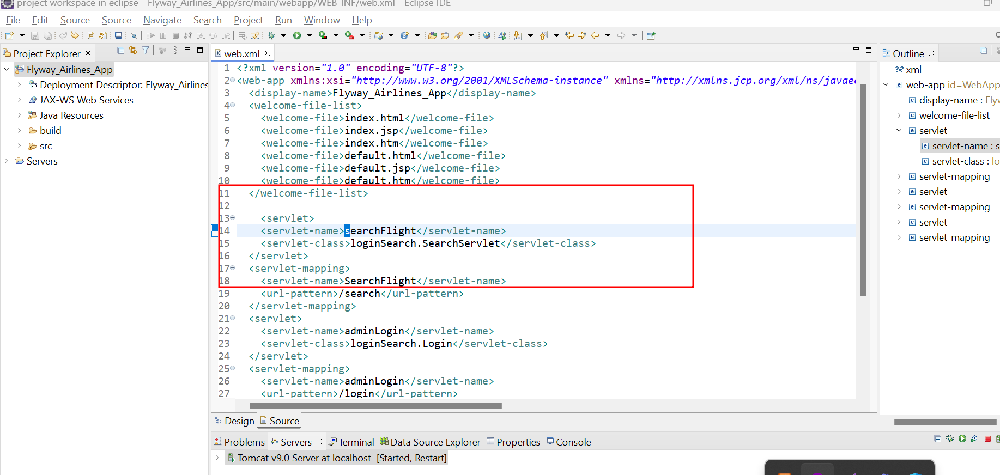 project workspace in eclipse - Flyway_Airlines_App/src/main/webapp/WEB-INF/web.xml - Eclipse IDE
File Edit Source Source Navigate Search Project Run Window Help
Project Explorer
Flyway_Airlines_App
Deployment Descriptor: Flyway_Airlines
JAX-WS Web Services
Java Resources
build
src
Servers
web.xml
1 <?xml version="1.0" encoding="UTF-8"?>
2 <web-app xmlns:xsi="http://www.w3.org/2001/XMLSchema-instance" xmlns="http://xmlns.jcp.org/xml/ns/javaee
3 <display-name>Flyway_Airlines_App</display-name>
4 <welcome-file-list>
5 <welcome-file>index.html</welcome-file>
6 <welcome-file>index.jsp</welcome-file>
7 <welcome-file>index.htm</welcome-file>
8 <welcome-file>default.html</welcome-file>
9 <welcome-file>default.jsp</welcome-file>
10 <welcome-file>default.htm</welcome-file>
11 </welcome-file-list>
12
13 <servlet>
14 <servlet-name>searchFlight</servlet-name>
15 <servlet-class>loginSearch.SearchServlet</servlet-class>
16 </servlet>
17 <servlet-mapping>
18 <servlet-name>SearchFlight</servlet-name>
19 <url-pattern>/search</url-pattern>
20 </servlet-mapping>
21 <servlet>
22 <servlet-name>adminLogin</servlet-name>
23 <servlet-class>loginSearch.Login</servlet-class>
24 </servlet>
25 <servlet-mapping>
26 <servlet-name>adminLogin</servlet-name>
27 <url-pattern>/login</url-pattern>
Design Source
Outline
?=? xml
web-app id=WebApp
display-name : Flyw
welcome-file-list
servlet
servlet-name : s
servlet-class : lo
servlet-mapping
servlet
servlet-mapping
servlet
servlet-mapping
Problems Servers Terminal Data Source Explorer Properties Console
Tomcat v9.0 Server at localhost [Started, Restart]